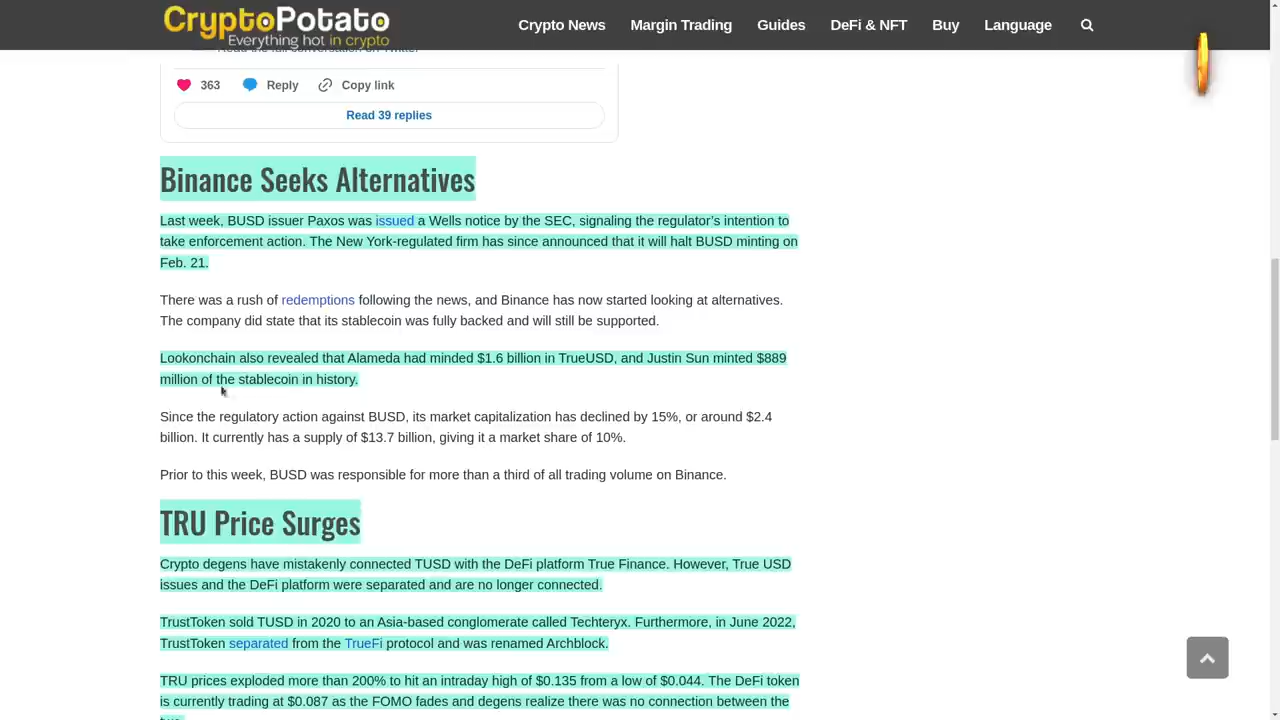 CryptoPotato
Everything hot in crypto
Crypto News
Margin Trading
Guides
DeFi & NFT
Buy
Language
Read the full conversation on Twitter
363
Reply
Copy link
Read 39 replies
Binance Seeks Alternatives
Last week, BUSD issuer Paxos was issued a Wells notice by the SEC, signaling the regulator’s intention to
take enforcement action. The New York-regulated firm has since announced that it will halt BUSD minting on
Feb. 21.
There was a rush of redemptions following the news, and Binance has now started looking at alternatives.
The company did state that its stablecoin was fully backed and will still be supported.
Lookonchain also revealed that Alameda had minded $1.6 billion in TrueUSD, and Justin Sun minted $889
million of the stablecoin in history.
Since the regulatory action against BUSD, its market capitalization has declined by 15%, or around $2.4
billion. It currently has a supply of $13.7 billion, giving it a market share of 10%.
Prior to this week, BUSD was responsible for more than a third of all trading volume on Binance.
TRU Price Surges
Crypto degens have mistakenly connected TUSD with the DeFi platform True Finance. However, True USD
issues and the DeFi platform were separated and are no longer connected.
TrustToken sold TUSD in 2020 to an Asia-based conglomerate called Techteryx. Furthermore, in June 2022,
TrustToken separated from the TrueFi protocol and was renamed Archblock.
TRU prices exploded more than 200% to hit an intraday high of $0.135 from a low of $0.044. The DeFi token
is currently trading at $0.087 as the FOMO fades and degens realize there was no connection between the